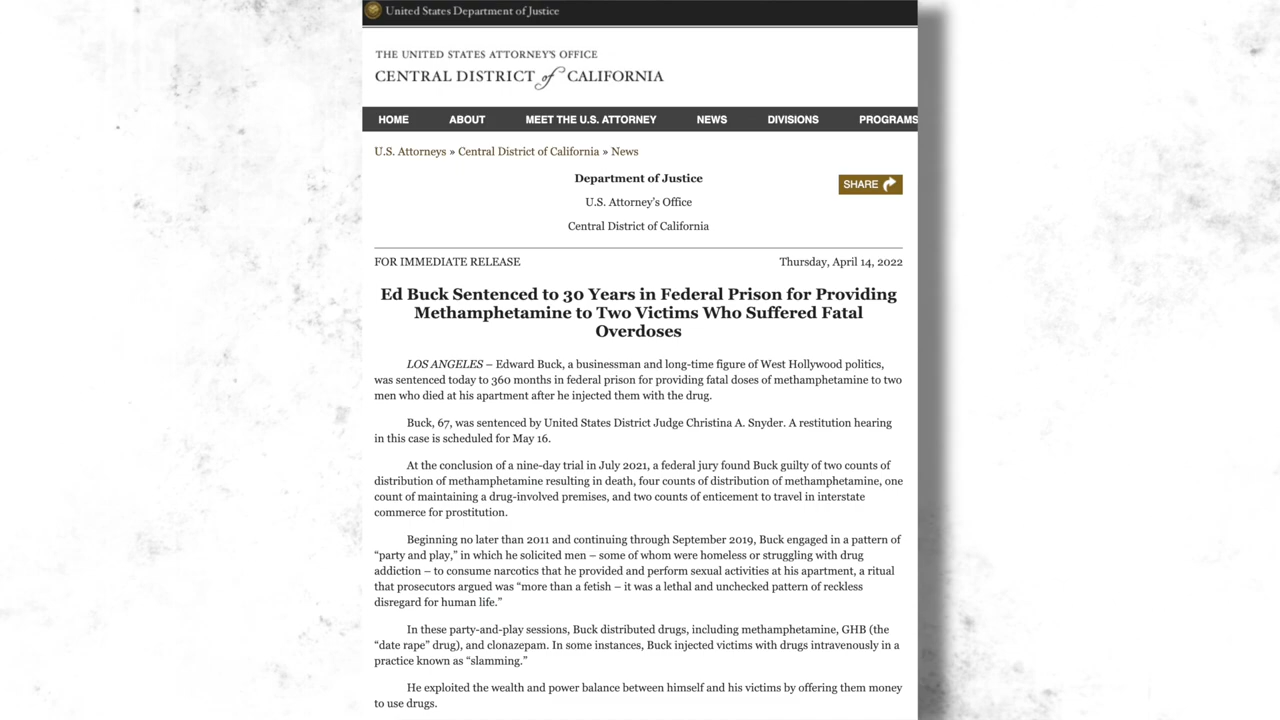 United States Department of Justice
THE UNITED STATES ATTORNEY'S OFFICE
CENTRAL DISTRICT of CALIFORNIA
HOME ABOUT MEET THE U.S. ATTORNEY NEWS DIVISIONS PROGRAMS
U.S. Attorneys » Central District of California » News
Department of Justice
SHARE
U.S. Attorney's Office
Central District of California
FOR IMMEDIATE RELEASE Thursday, April 14, 2022
Ed Buck Sentenced to 30 Years in Federal Prison for Providing
Methamphetamine to Two Victims Who Suffered Fatal
Overdoses
LOS ANGELES – Edward Buck, a businessman and long-time figure of West Hollywood politics,
was sentenced today to 360 months in federal prison for providing fatal doses of methamphetamine to two
men who died at his apartment after he injected them with the drug.
Buck, 67, was sentenced by United States District Judge Christina A. Snyder. A restitution hearing
in this case is scheduled for May 16.
At the conclusion of a nine-day trial in July 2021, a federal jury found Buck guilty of two counts of
distribution of methamphetamine resulting in death, four counts of distribution of methamphetamine, one
count of maintaining a drug-involved premises, and two counts of enticement to travel in interstate
commerce for prostitution.
Beginning no later than 2011 and continuing through September 2019, Buck engaged in a pattern of
“party and play,” in which he solicited men – some of whom were homeless or struggling with drug
addiction – to consume narcotics that he provided and perform sexual activities at his apartment, a ritual
that prosecutors argued was “more than a fetish – it was a lethal and unchecked pattern of reckless
disregard for human life.”
In these party-and-play sessions, Buck distributed drugs, including methamphetamine, GHB (the
“date rape” drug), and clonazepam. In some instances, Buck injected victims with drugs intravenously in a
practice known as “slamming.”
He exploited the wealth and power balance between himself and his victims by offering them money
to use drugs.